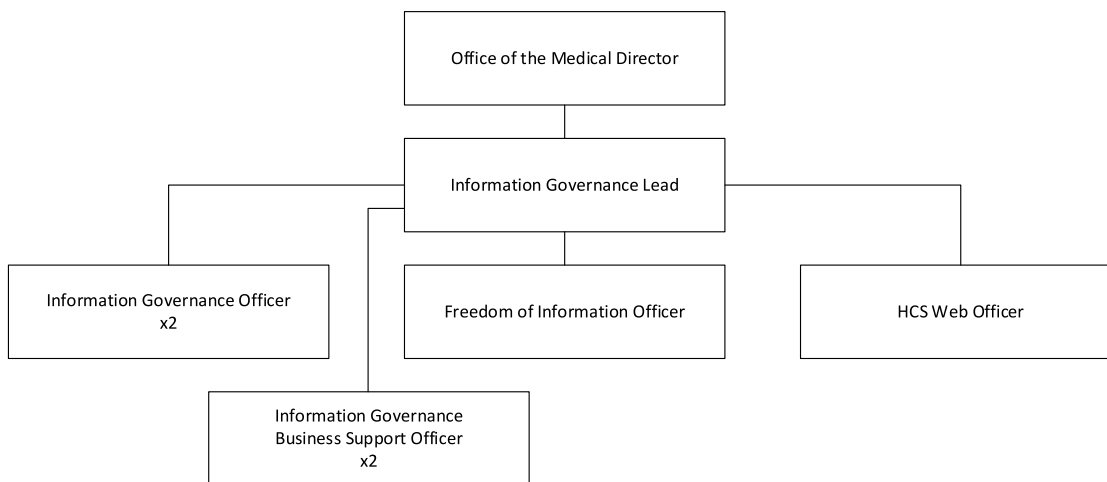 Office of the Medical Director
Information Governance Lead
Information Governance Officer
x2
Freedom of Information Officer
HCS Web Officer
Information Governance
Business Support Officer
x2